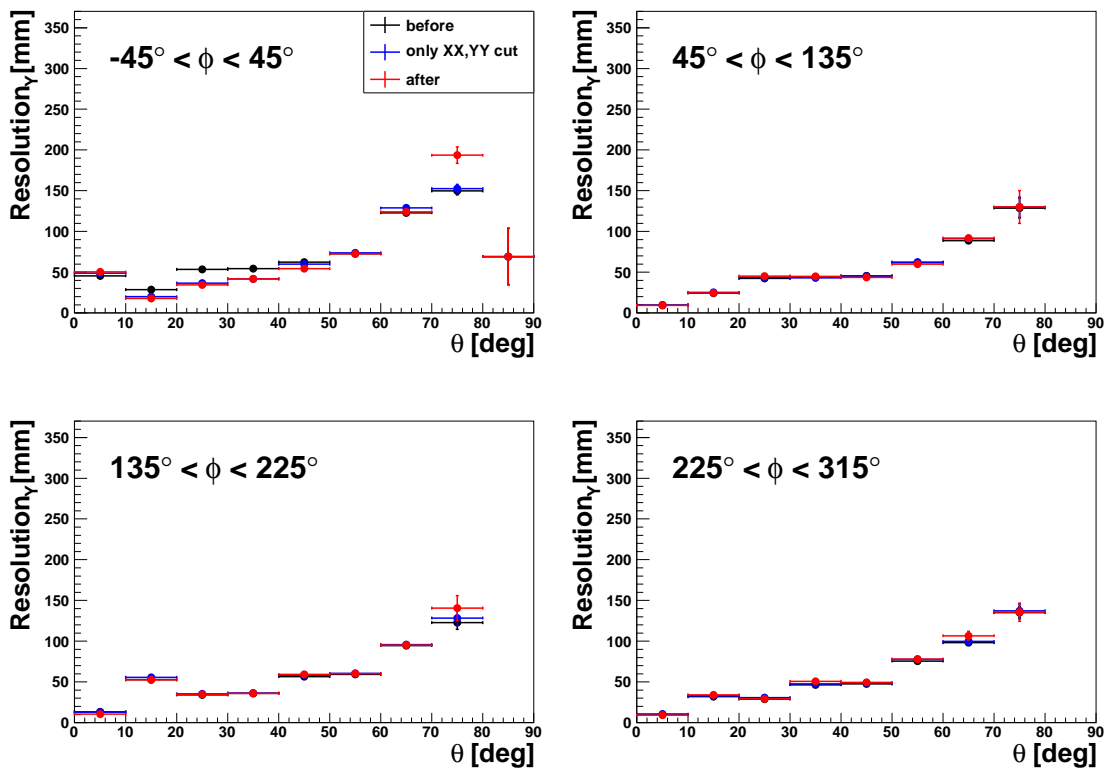 Resolution_Y[mm]
350
300
250
200
150
100
50
0
-45° < ϕ < 45°
before
only XX,YY cut
after
0 10 20 30 40 50 60 70 80 90
θ [deg]
Resolution_Y[mm]
350
300
250
200
150
100
50
0
45° < ϕ < 135°
0 10 20 30 40 50 60 70 80 90
θ [deg]
Resolution_Y[mm]
350
300
250
200
150
100
50
0
135° < ϕ < 225°
0 10 20 30 40 50 60 70 80 90
θ [deg]
Resolution_Y[mm]
350
300
250
200
150
100
50
0
225° < ϕ < 315°
0 10 20 30 40 50 60 70 80 90
θ [deg]